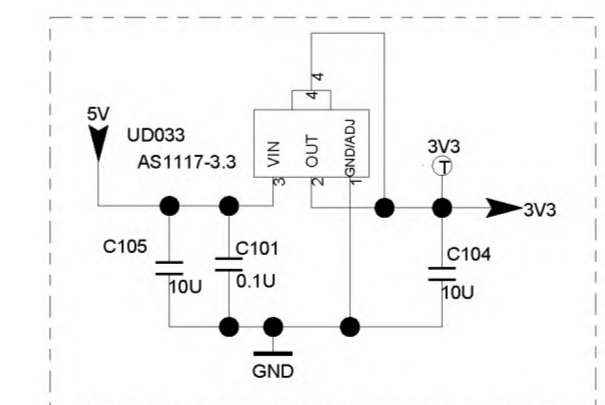 4
4
5V
UD033
AS1117-3.3
VIN
OUT
GND/ADJ
3
2
1
3V3
T
3V3
C105
10U
C101
0.1U
C104
10U
GND